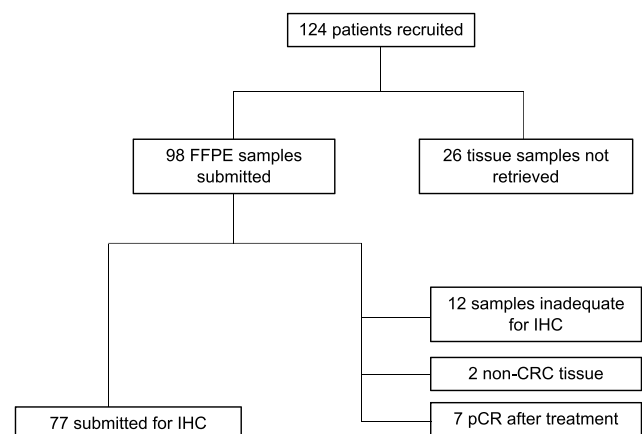 124 patients recruited
98 FFPE samples
submitted
26 tissue samples not
retrieved
12 samples inadequate
for IHC
2 non-CRC tissue
77 submitted for IHC
7 pCR after treatment